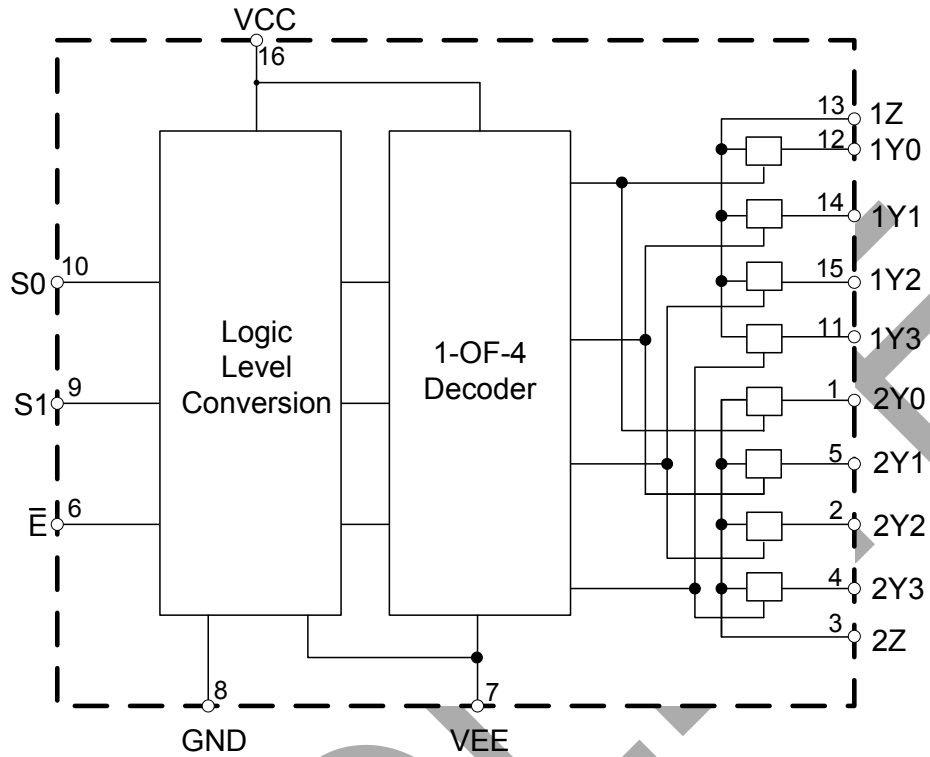 VCC
16
13 1Z
12 1Y0
14 1Y1
15 1Y2
11 1Y3
1 2Y0
5 2Y1
2 2Y2
4 2Y3
3 2Z
S0 10
S1 9
E̅ 6
Logic
Level
Conversion
1-OF-4
Decoder
8
GND
7
VEE